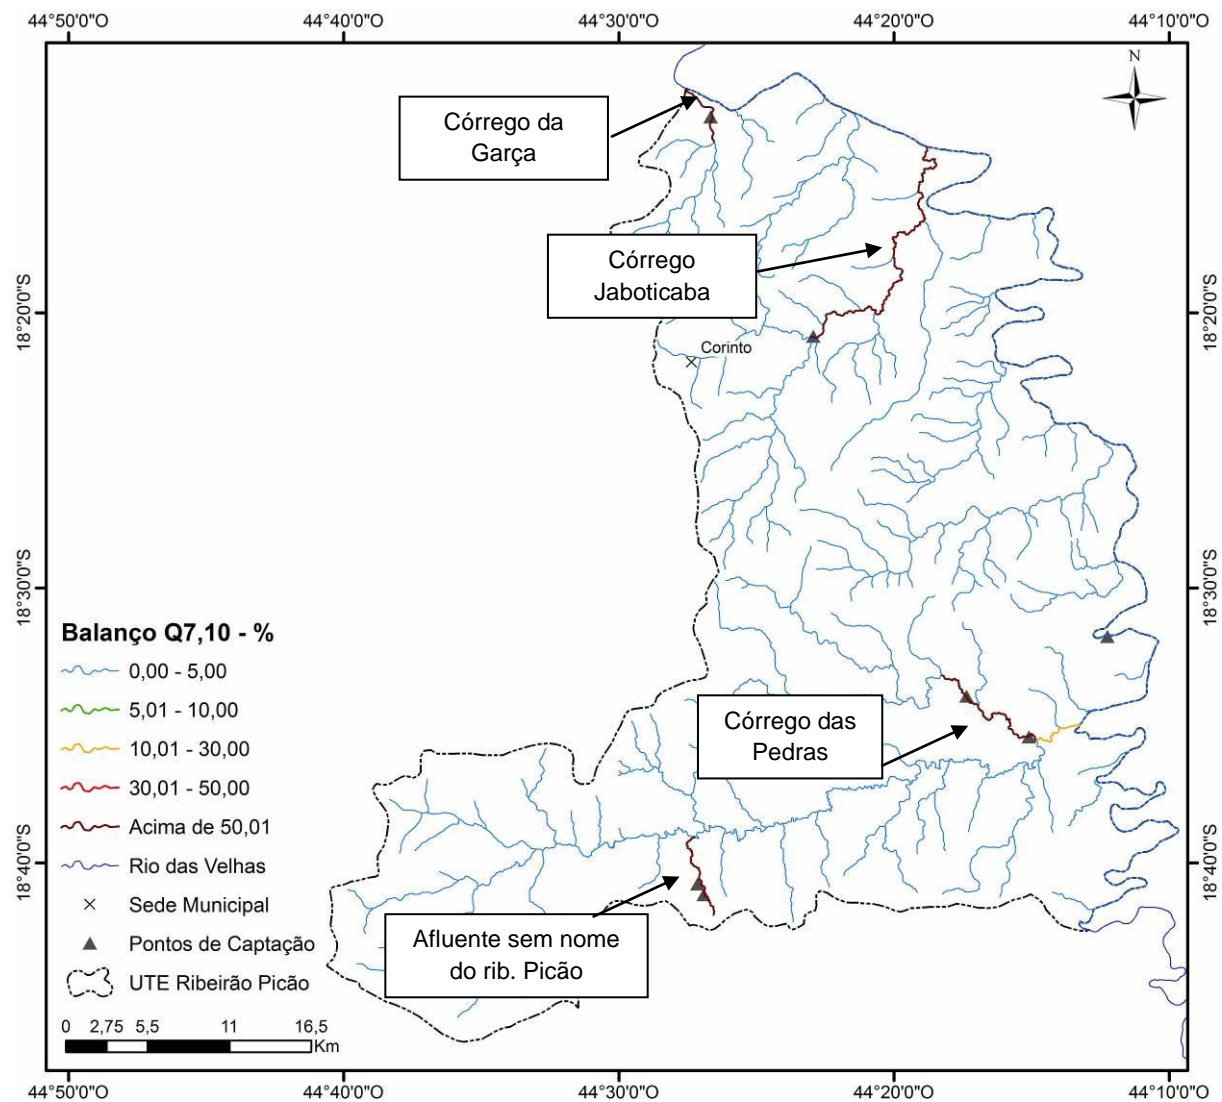 44°50'0"O 44°40'0"O 44°30'0"O 44°20'0"O 44°10'0"O
N
Córrego da
Garça
Córrego
Jaboticaba
18°20'0"S
18°20'0"S
Corinto
18°30'0"S
18°30'0"S
Balanço Q7,10 - %
0,00 - 5,00
5,01 - 10,00
10,01 - 30,00
30,01 - 50,00
Acima de 50,01
Rio das Velhas
Sede Municipal
Pontos de Captação
UTE Ribeirão Picão
Córrego das
Pedras
18°40'0"S
18°40'0"S
Afluente sem nome
do rib. Picão
0 2,75 5,5 11 16,5
Km
44°50'0"O 44°40'0"O 44°30'0"O 44°20'0"O 44°10'0"O